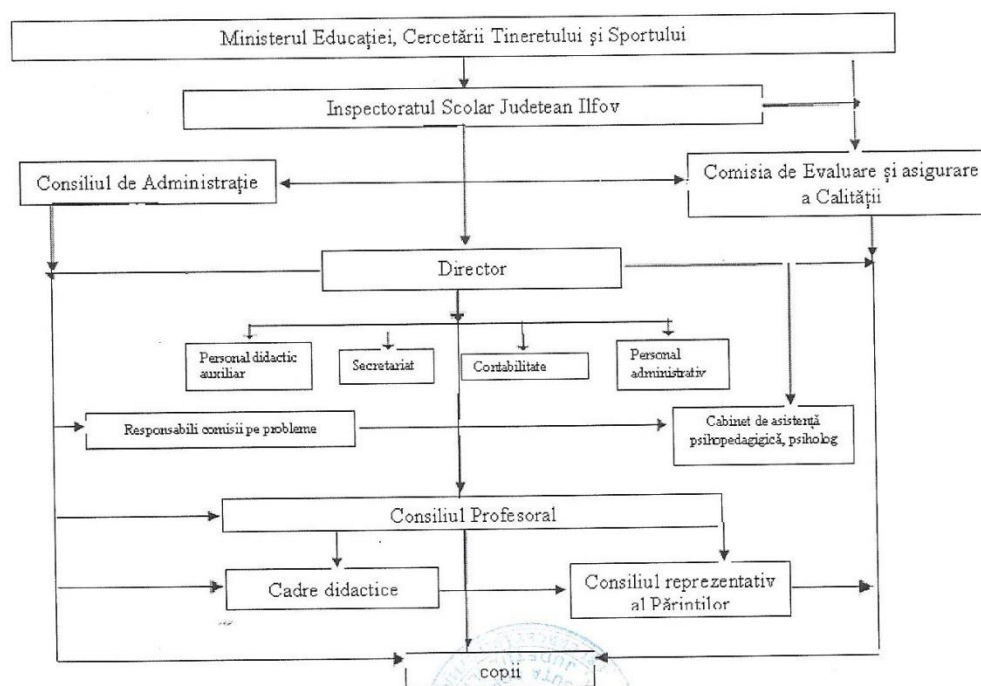 Ministerul Educației, Cercetării Tineretului și Sportului
Inspectoratul Scolar Judetean Ilfov
Consiliul de Administrație
Comisia de Evaluare și asigurare
a Calității
Director
Personal didactic
auxiliar
Secretariat
Contabilitate
Personal
administrativ
Responsabili comisii pe probleme
Cabinet de asistență
psihopedagigică, psiholog
Consiliul Profesoral
Cadre didactice
Consiliul reprezentativ
al Părintilor
copii